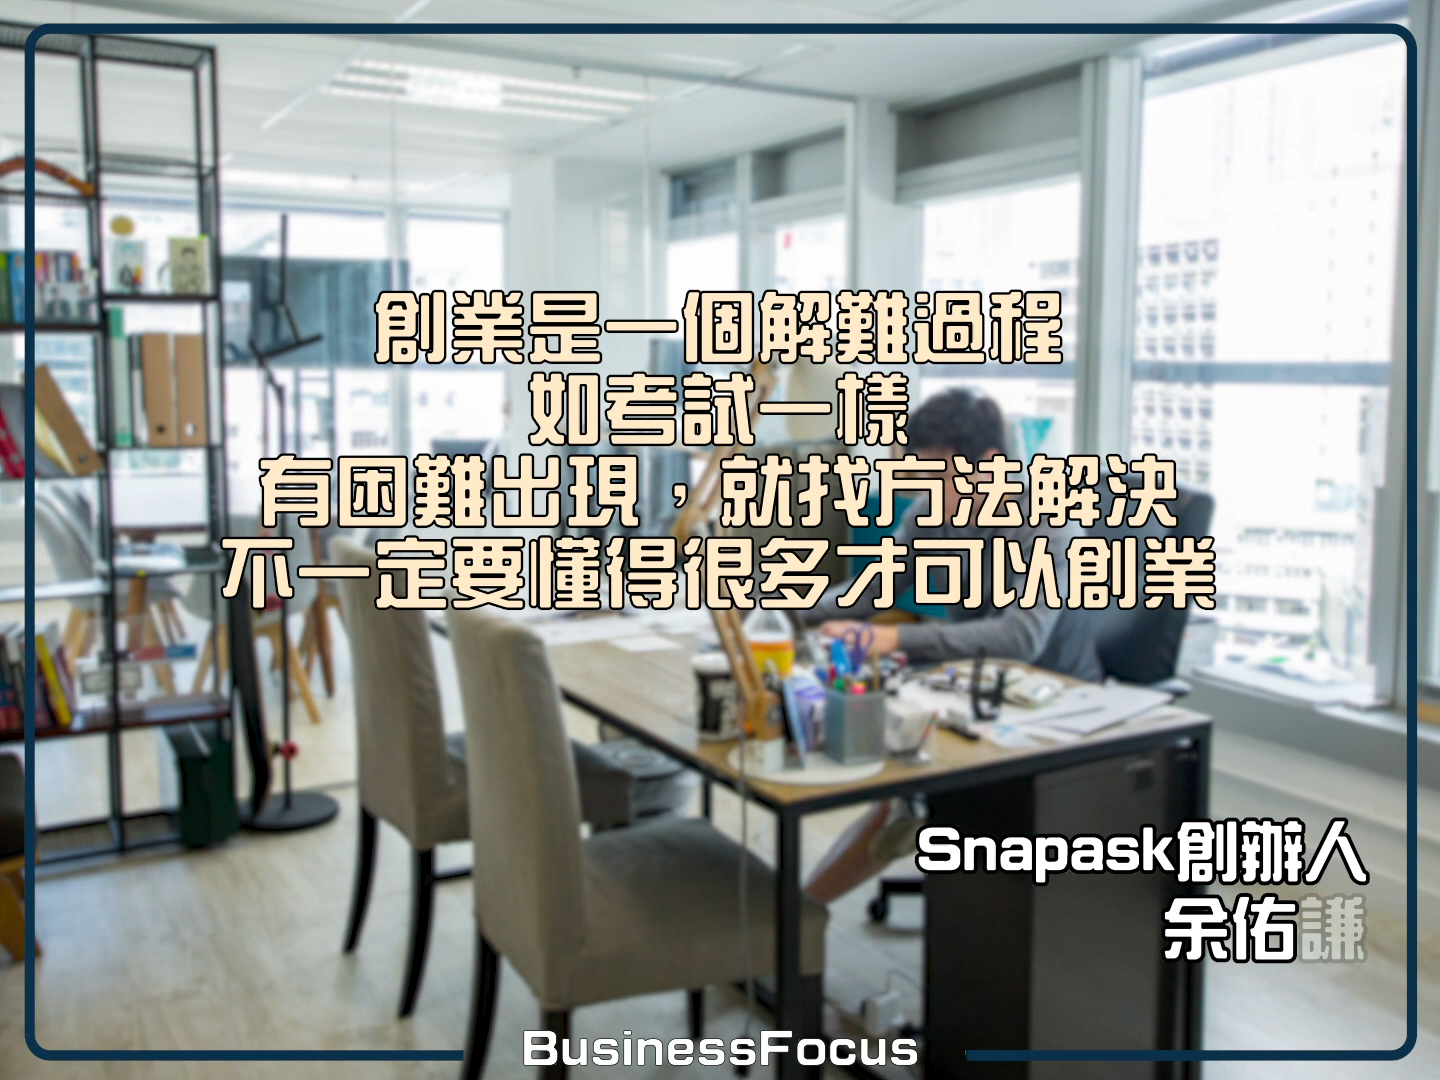 創業是一個解難過程
如考試一樣
有困難出現，就找方法解決
不一定要懂得很多才可以創業
Snapask創辦人
余佑謙
BusinessFocus